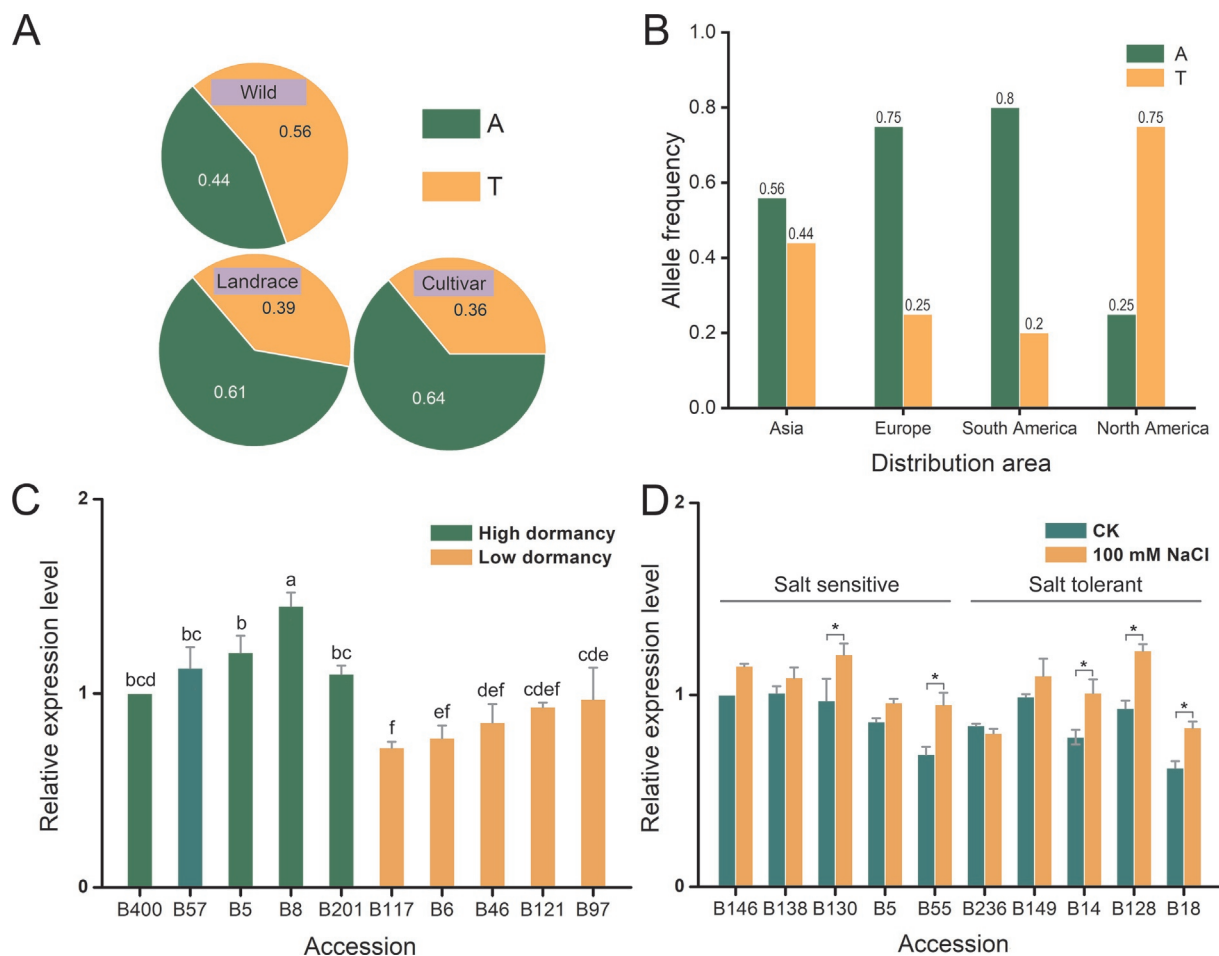 A
Wild
0.56
0.44
A
T
Landrace
0.39
0.61
Cultivar
0.36
0.64
B
Allele frequency
1.0
0.8
0.6
0.4
0.2
0.0
A
T
0.56
0.44
0.75
0.25
0.8
0.2
0.25
0.75
Asia Europe South America North America
Distribution area
C
Relative expression level
2
1
0
High dormancy
Low dormancy
bcd bc b a bc f ef def cdef cde
B400 B57 B5 B8 B201 B117 B6 B46 B121 B97
Accession
D
Relative expression level
2
1
0
CK
100 mM NaCl
Salt sensitive Salt tolerant
* * * * *
B146 B138 B130 B5 B55 B236 B149 B14 B128 B18
Accession